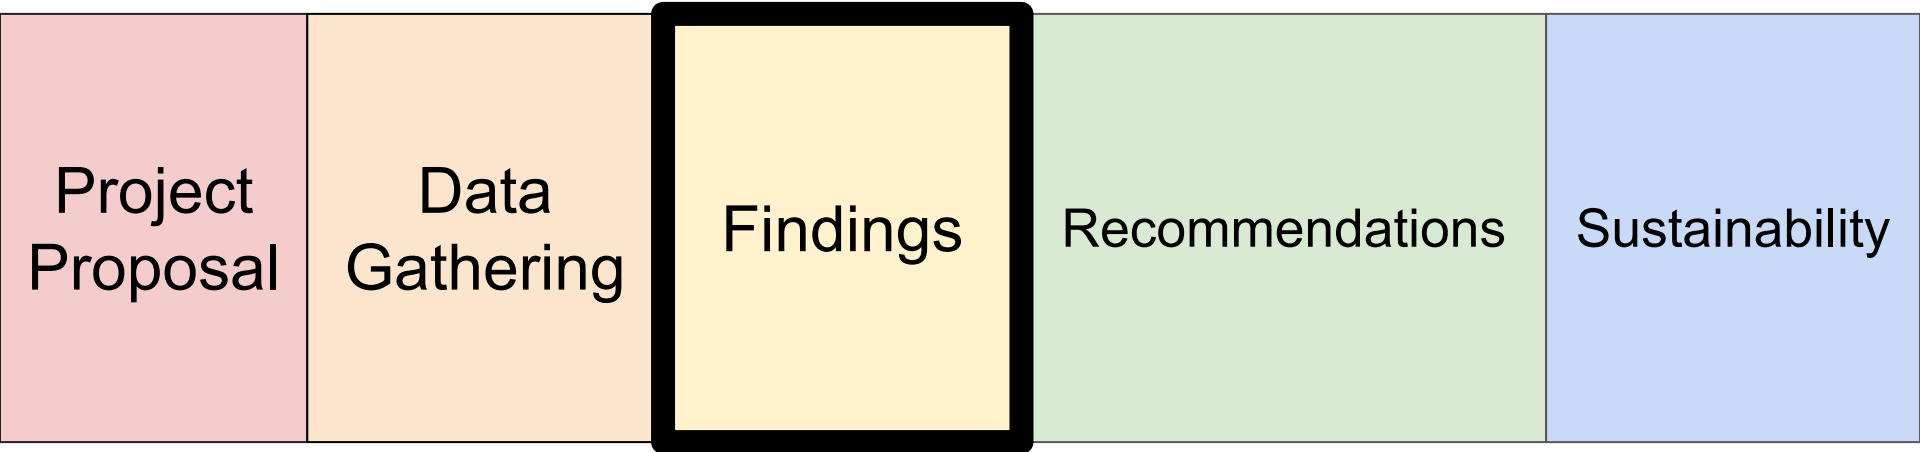 Project
Proposal
Data
Gathering
Findings
Recommendations
Sustainability